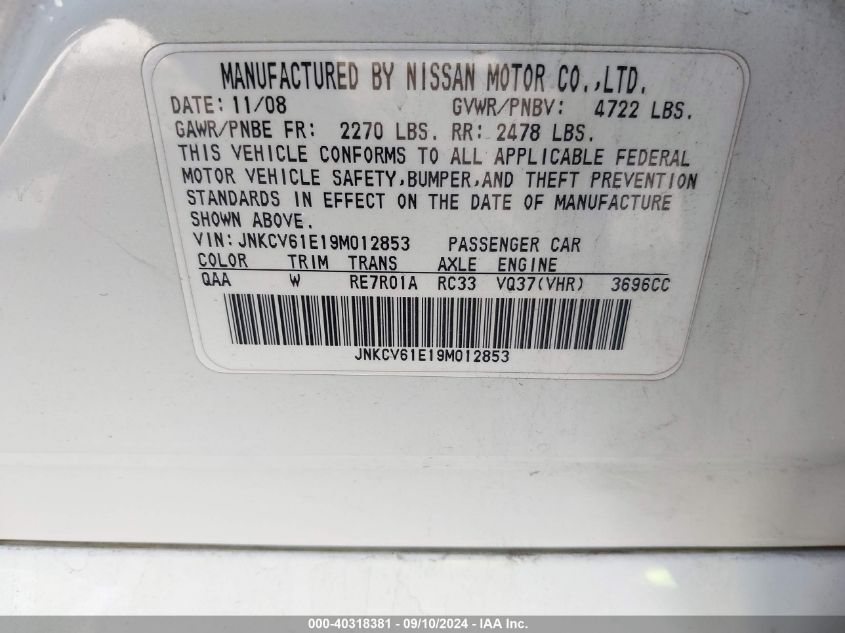 MANUFACTURED BY NISSAN MOTOR CO.,LTD.
DATE: 11/08 GVWR/PNBV: 4722 LBS.
GAWR/PNBE FR: 2270 LBS. RR: 2478 LBS.
THIS VEHICLE CONFORMS TO ALL APPLICABLE FEDERAL
MOTOR VEHICLE SAFETY,BUMPER,AND THEFT PREVENTION
STANDARDS IN EFFECT ON THE DATE OF MANUFACTURE
SHOWN ABOVE.
VIN: JNKCV61E19M012853 PASSENGER CAR
COLOR TRIM TRANS AXLE ENGINE
QAA W RE7R01A RC33 VQ37(VHR) 3696CC
JNKCV61E19M012853
000-40318381 - 09/10/2024 - IAA Inc.